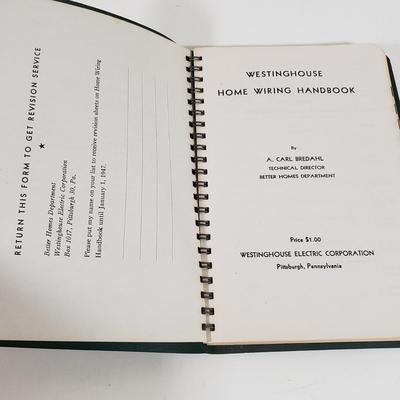 RETURN THIS FORM TO GET REVISION SERVICE
★
Better Homes Department
Westinghouse Electric Corporation
Box 1017, Pittsburgh 30, Pa.
Please put my name on your list to receive revision sheets on Home Wiring
Handbook until January 1, 1947.
WESTINGHOUSE
HOME WIRING HANDBOOK
By
A. CARL BREDAHL
TECHNICAL DIRECTOR
BETTER HOMES DEPARTMENT
Price $1.00
WESTINGHOUSE ELECTRIC CORPORATION
Pittsburgh, Pennsylvania